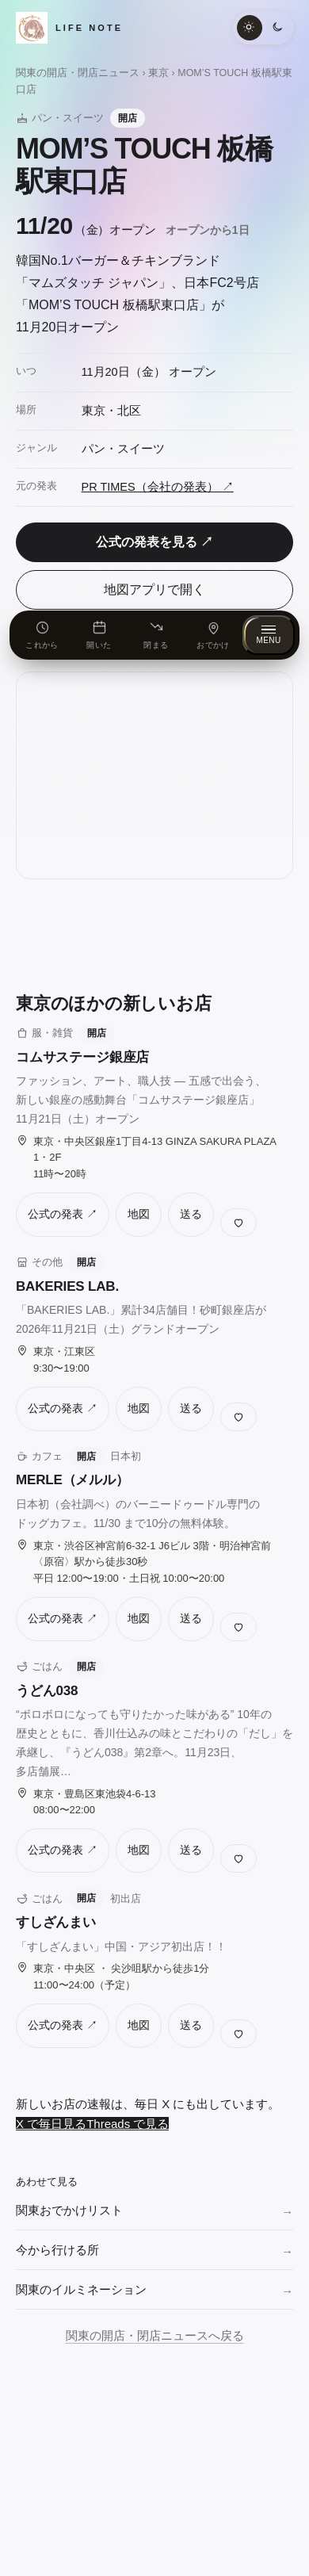 LIFE NOTE
関東の開店・閉店ニュース › 東京 › MOM’S TOUCH 板橋駅東
口店
パン・スイーツ 開店
MOM’S TOUCH 板橋
駅東口店
11/20（金）オープン オープンから1日
韓国No.1バーガー＆チキンブランド
「マムズタッチ ジャパン」、日本FC2号店
「MOM’S TOUCH 板橋駅東口店」が
11月20日オープン
いつ 11月20日（金） オープン
場所 東京・北区
ジャンル パン・スイーツ
元の発表 PR TIMES（会社の発表） ↗
公式の発表を見る ↗
地図アプリで開く
これから 開いた 閉まる おでかけ MENU
東京のほかの新しいお店
服・雑貨 開店
コムサステージ銀座店
ファッション、アート、職人技 ― 五感で出会う、
新しい銀座の感動舞台「コムサステージ銀座店」
11月21日（土）オープン
東京・中央区銀座1丁目4-13 GINZA SAKURA PLAZA
1・2F
11時〜20時
公式の発表 ↗ 地図 送る
その他 開店
BAKERIES LAB.
「BAKERIES LAB.」累計34店舗目！砂町銀座店が
2026年11月21日（土）グランドオープン
東京・江東区
9:30〜19:00
公式の発表 ↗ 地図 送る
カフェ 開店 日本初
MERLE（メルル）
日本初（会社調べ）のバーニードゥードル専門の
ドッグカフェ。11/30 まで10分の無料体験。
東京・渋谷区神宮前6-32-1 J6ビル 3階・明治神宮前
〈原宿〉駅から徒歩30秒
平日 12:00〜19:00・土日祝 10:00〜20:00
公式の発表 ↗ 地図 送る
ごはん 開店
うどん038
“ボロボロになっても守りたかった味がある” 10年の
歴史とともに、香川仕込みの味とこだわりの「だし」を
承継し、『うどん038』第2章へ。11月23日、
多店舗展…
東京・豊島区東池袋4-6-13
08:00〜22:00
公式の発表 ↗ 地図 送る
ごはん 開店 初出店
すしざんまい
「すしざんまい」中国・アジア初出店！！
東京・中央区 ・ 尖沙咀駅から徒歩1分
11:00〜24:00（予定）
公式の発表 ↗ 地図 送る
新しいお店の速報は、毎日 X にも出しています。
X で毎日見るThreads で見る
あわせて見る
関東おでかけリスト →
今から行ける所 →
関東のイルミネーション →
関東の開店・閉店ニュースへ戻る